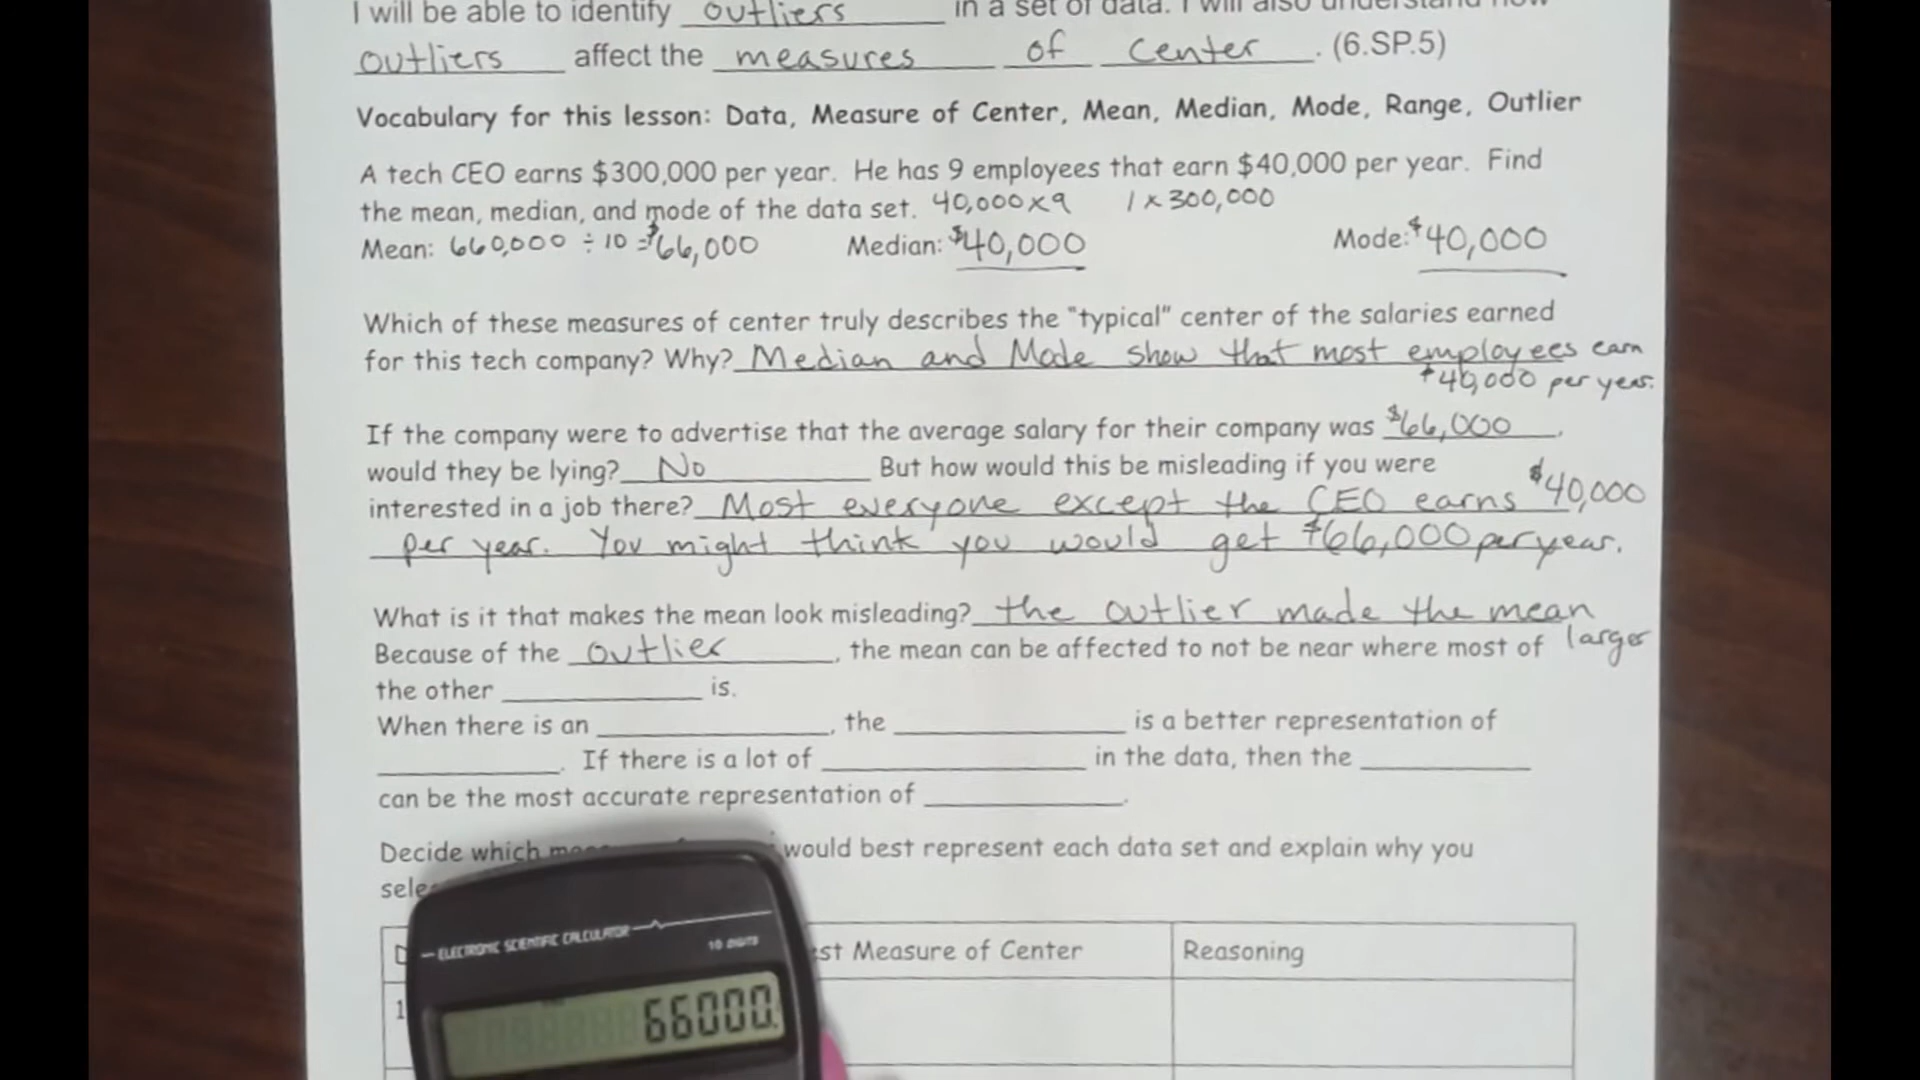 I will be able to identify outliers in a set of data. I will also understand how
outliers affect the measures of center. (6.SP.5)
Vocabulary for this lesson: Data, Measure of Center, Mean, Median, Mode, Range, Outlier
A tech CEO earns $300,000 per year. He has 9 employees that earn $40,000 per year. Find
the mean, median, and mode of the data set. 40,000 x 9 1 x 300,000
Mean: 660,000 ÷ 10 = $66,000 Median: $40,000 Mode: $40,000
Which of these measures of center truly describes the "typical" center of the salaries earned
for this tech company? Why? Median and Mode show that most employees earn
$40,000 per year.
If the company were to advertise that the average salary for their company was $66,000,
would they be lying? No But how would this be misleading if you were
interested in a job there? Most everyone except the CEO earns $40,000
per year. You might think you would get $66,000 per year.
What is it that makes the mean look misleading? the outlier made the mean
larger
Because of the outlier, the mean can be affected to not be near where most of
the other ____________ is.
When there is an ____________, the ____________ is a better representation of
____________. If there is a lot of ____________ in the data, then the ____________
can be the most accurate representation of ____________.
Decide which would best represent each data set and explain why you
Measure of Center Reasoning
1
ELECTRONIC SCIENTIFIC CALCULATOR
10 DIGITS
66000.